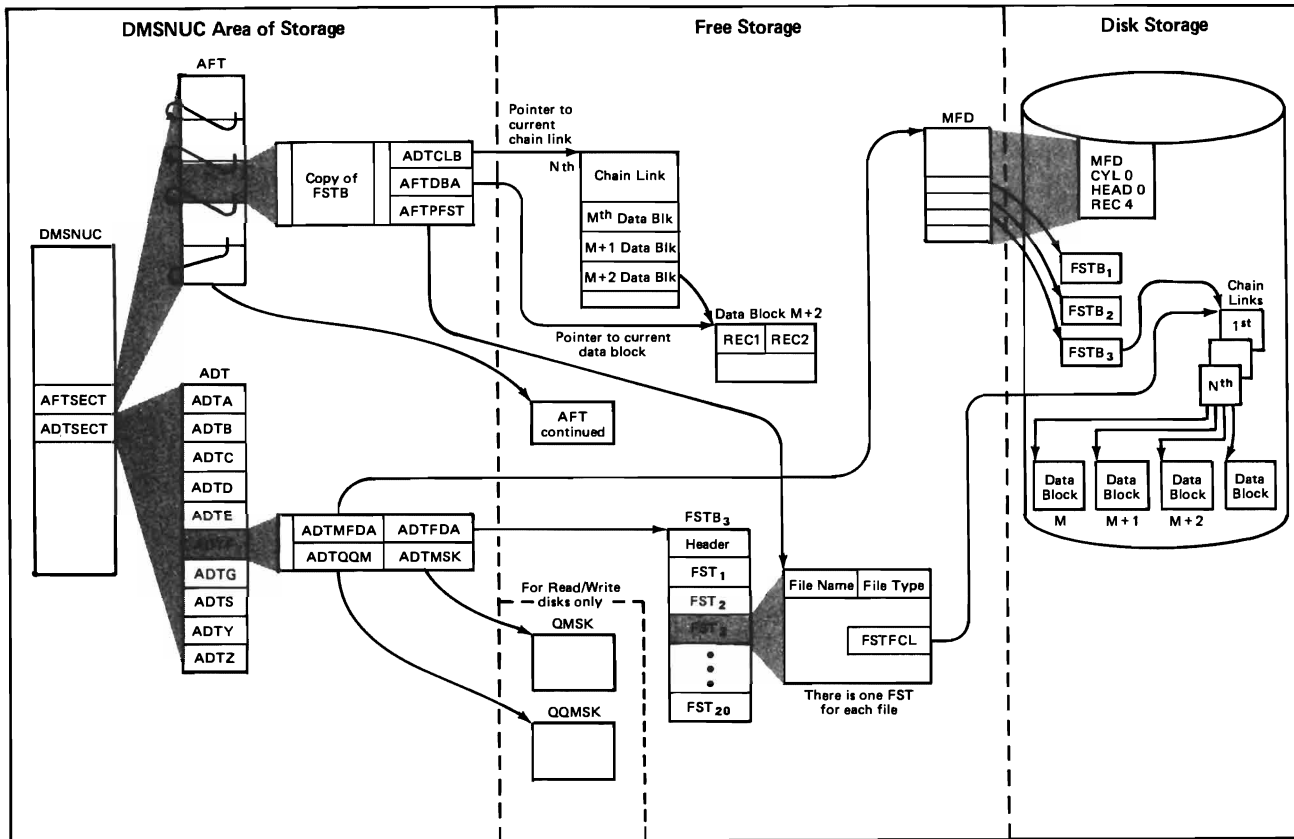 DMSNUC Area of Storage
Free Storage
Disk Storage
AFT
Copy of
FSTB
ADTCLB
AFTDBA
AFTPFST
DMSNUC
AFTSECT
ADTSECT
ADT
ADTA
ADTB
ADTC
ADTD
ADTE
ADTG
ADTS
ADTY
ADTZ
ADTMFDA
ADTFDA
ADTQQM
ADTMSK
Pointer to
current
chain link
Nth
Chain Link
Mth Data Blk
M+1 Data Blk
M+2 Data Blk
Data Block M+2
REC1
REC2
Pointer to current
data block
AFT
continued
For Read/Write
disks only
QMSK
QQMSK
FSTB3
Header
FST1
FST2
FST3
FST20
File Name
File Type
FSTFCL
There is one FST
for each file
MFD
MFD
CYL 0
HEAD 0
REC 4
FSTB1
FSTB2
FSTB3
Chain
Links
1st
Nth
Data
Block
M
Data
Block
M+1
Data
Block
M+2
Data
Block